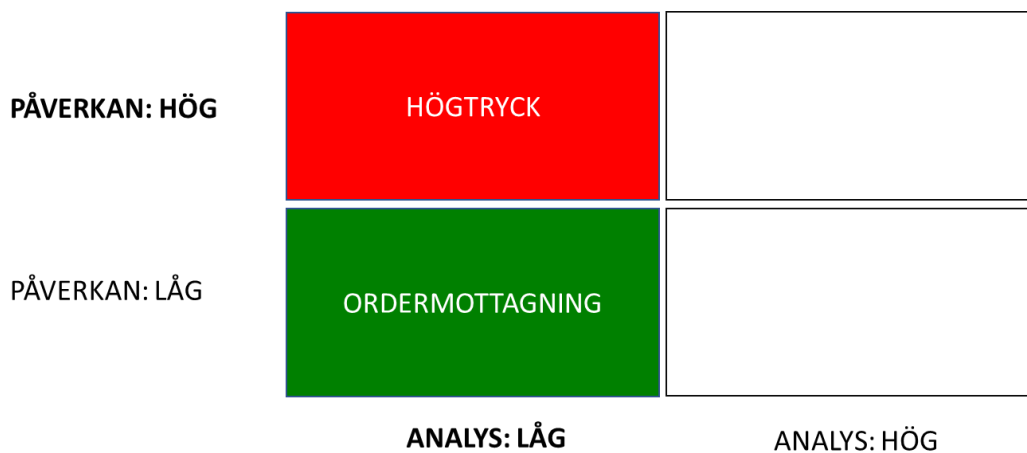 PÅVERKAN: HÖG
HÖGTRYCK
PÅVERKAN: LÅG
ORDERMOTTAGNING
ANALYS: LÅG
ANALYS: HÖG